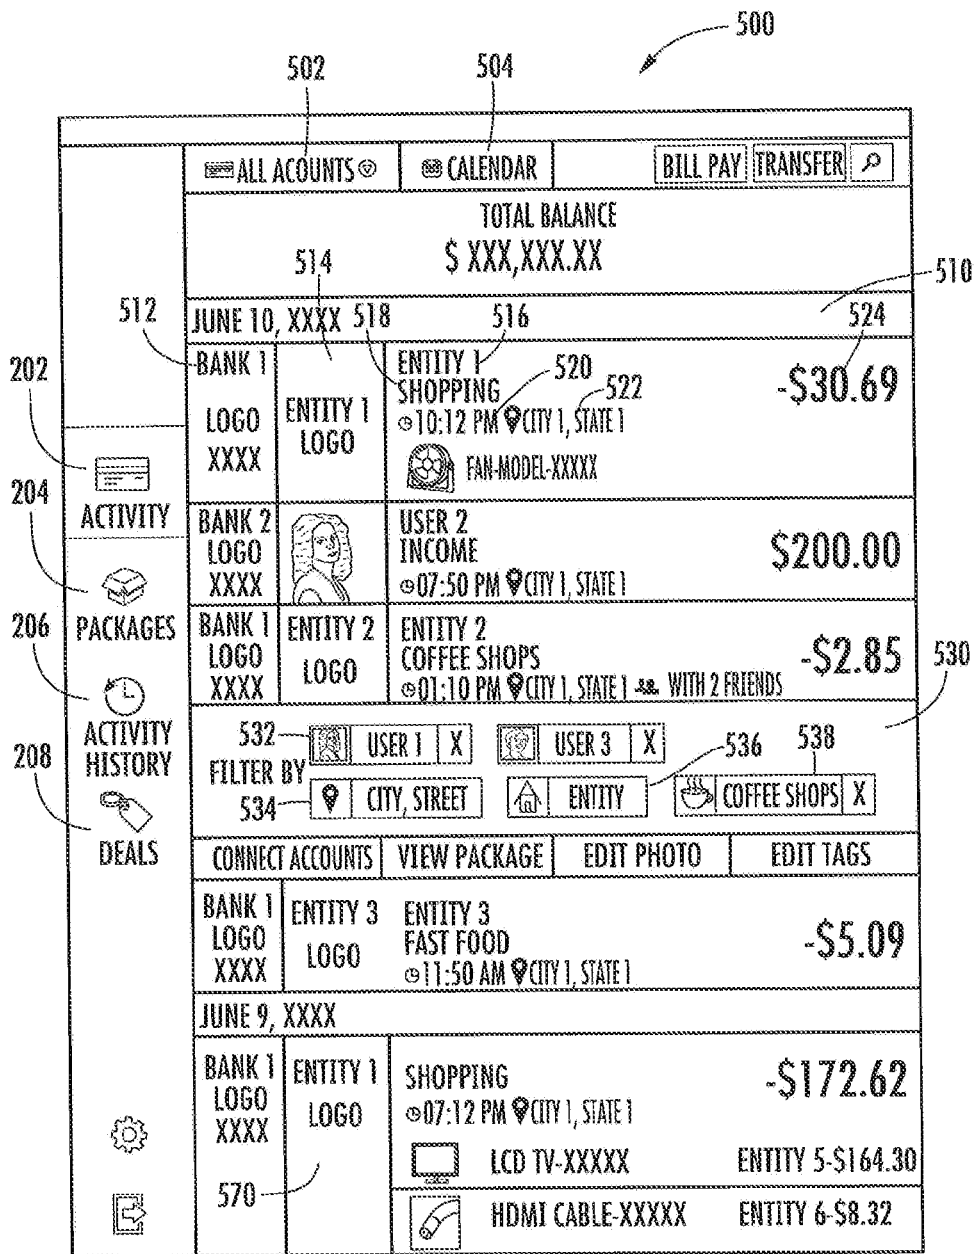 500
502
504
ALL ACOUNTS
CALENDAR
BILL PAY
TRANSFER
TOTAL BALANCE
$ XXX,XXX.XX
514
510
512
JUNE 10, XXXX
518
516
524
202
BANK 1
LOGO
XXXX
ENTITY 1
LOGO
ENTITY 1
SHOPPING
520
522
10:12 PM CITY 1, STATE 1
FAN-MODEL-XXXXX
-$30.69
204
ACTIVITY
BANK 2
LOGO
XXXX
USER 2
INCOME
07:50 PM CITY 1, STATE 1
$200.00
206
PACKAGES
BANK 1
LOGO
XXXX
ENTITY 2
LOGO
ENTITY 2
COFFEE SHOPS
01:10 PM CITY 1, STATE 1 WITH 2 FRIENDS
-$2.85
530
208
ACTIVITY
HISTORY
532
USER 1 X
USER 3 X
536
538
FILTER BY
534
CITY, STREET
ENTITY
COFFEE SHOPS X
DEALS
CONNECT ACCOUNTS
VIEW PACKAGE
EDIT PHOTO
EDIT TAGS
BANK 1
LOGO
XXXX
ENTITY 3
LOGO
ENTITY 3
FAST FOOD
11:50 AM CITY 1, STATE 1
-$5.09
JUNE 9, XXXX
BANK 1
LOGO
XXXX
ENTITY 1
LOGO
570
SHOPPING
07:12 PM CITY 1, STATE 1
-$172.62
LCD TV-XXXXX ENTITY 5-$164.30
HDMI CABLE-XXXXX ENTITY 6-$8.32